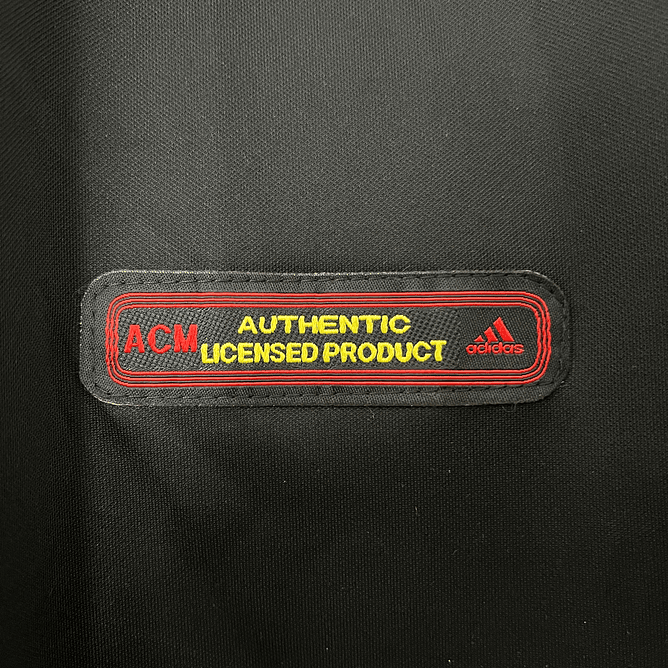 ACM
AUTHENTIC
LICENSED PRODUCT
adidas